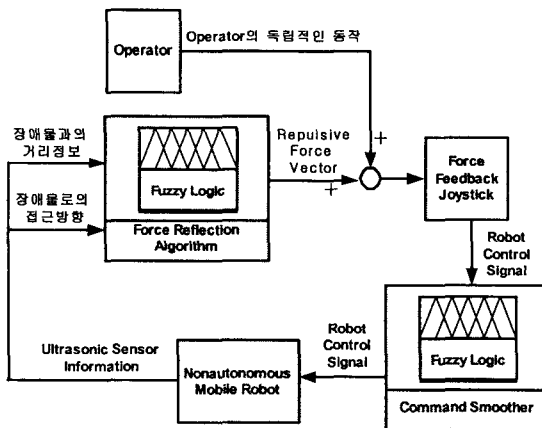 Operator
Operator의 독립적인 동작
장애물과의
거리정보
장애물로의
접근방향
Fuzzy Logic
Force Reflection
Algorithm
Repulsive
Force
Vector
+
+
Force
Feedback
Joystick
Robot
Control
Signal
Fuzzy Logic
Command Smoother
Robot
Control
Signal
Nonautonomous
Mobile Robot
Ultrasonic Sensor
Information